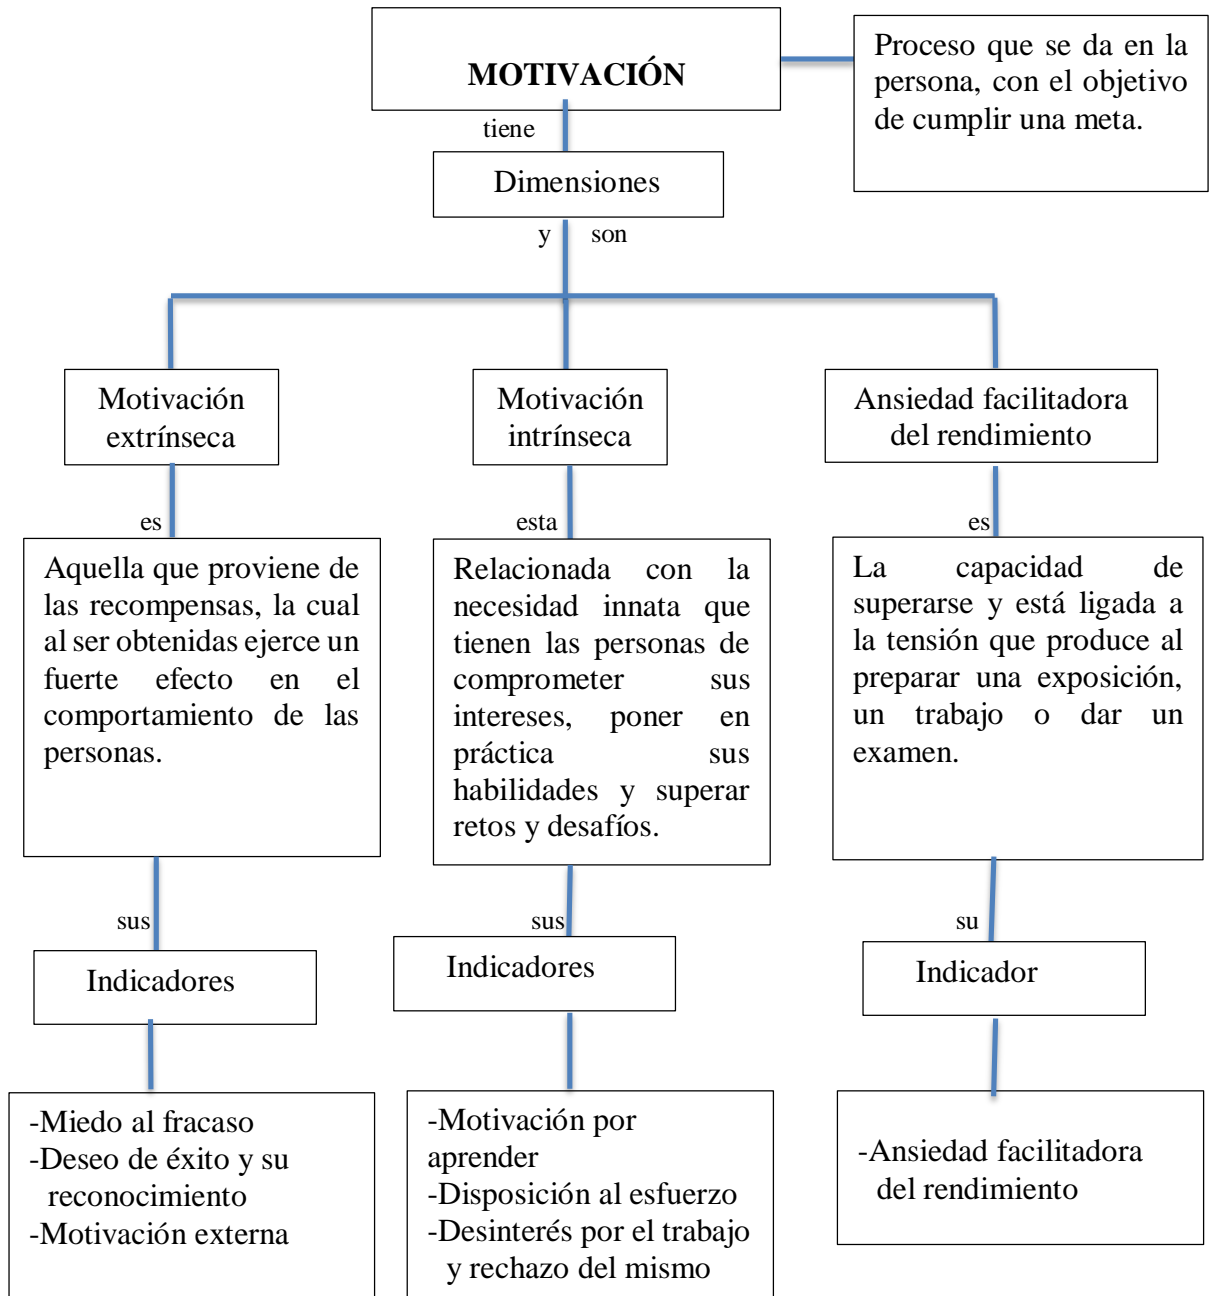 MOTIVACIÓN
Proceso que se da en la
persona, con el objetivo
de cumplir una meta.
tiene
Dimensiones
y son
Motivación
extrínseca
Motivación
intrínseca
Ansiedad facilitadora
del rendimiento
es
Aquella que proviene de
las recompensas, la cual
al ser obtenidas ejerce un
fuerte efecto en el
comportamiento de las
personas.
esta
Relacionada con la
necesidad innata que
tienen las personas de
comprometer sus
intereses, poner en
práctica sus
habilidades y superar
retos y desafíos.
es
La capacidad de
superarse y está ligada a
la tensión que produce al
preparar una exposición,
un trabajo o dar un
examen.
sus
Indicadores
sus
Indicadores
su
Indicador
-Miedo al fracaso
-Deseo de éxito y su
reconocimiento
-Motivación externa
-Motivación por
aprender
-Disposición al esfuerzo
-Desinterés por el trabajo
y rechazo del mismo
-Ansiedad facilitadora
del rendimiento